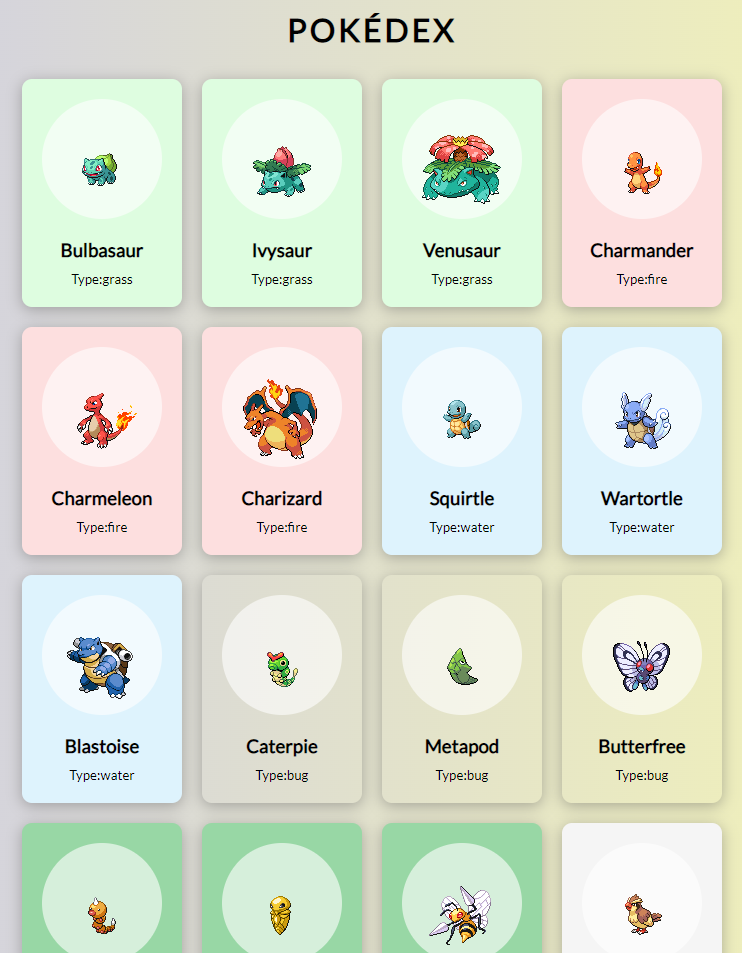 POKÉDEX
Bulbasaur
Type:grass
Ivysaur
Type:grass
Venusaur
Type:grass
Charmander
Type:fire
Charmeleon
Type:fire
Charizard
Type:fire
Squirtle
Type:water
Wartortle
Type:water
Blastoise
Type:water
Caterpie
Type:bug
Metapod
Type:bug
Butterfree
Type:bug